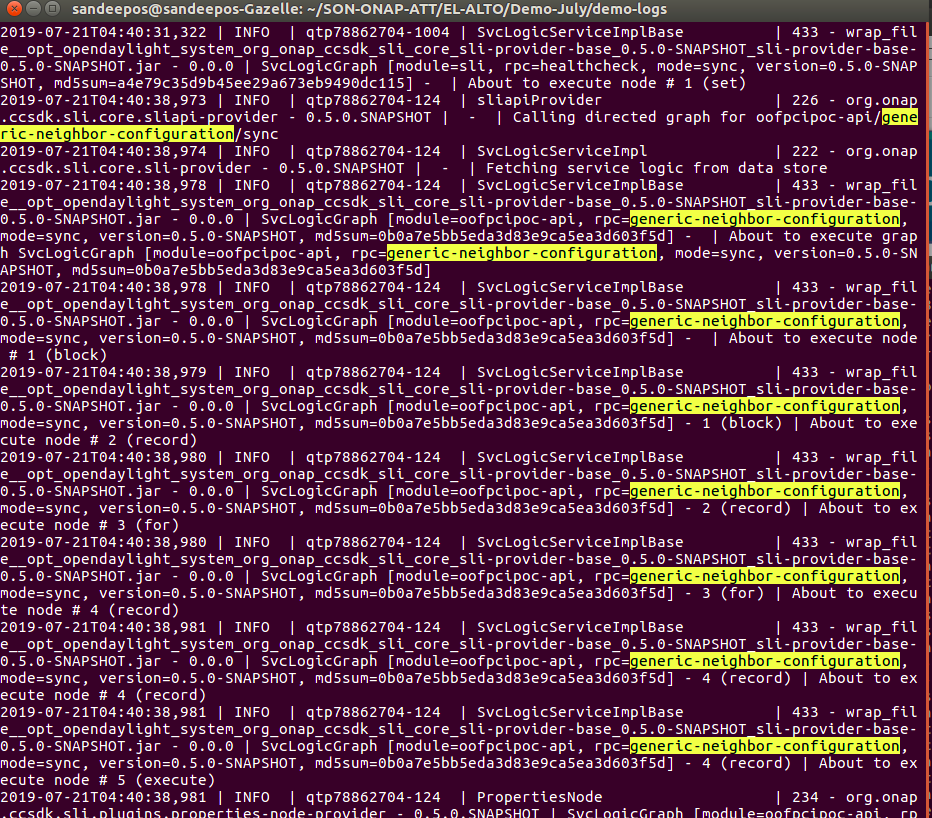 sandeepos@sandeepos-Gazelle: ~/SON-ONAP-ATT/EL-ALTO/Demo-July/demo-logs
2019-07-21T04:40:31,322 | INFO  | qtp78862704-1004 | SvcLogicServiceImplBase          | 433 - wrap_fil
e__opt_opendaylight_system_org_onap_ccsdk_sli_core_sli-provider-base_0.5.0-SNAPSHOT_sli-provider-base-
0.5.0-SNAPSHOT.jar - 0.0.0 | SvcLogicGraph [module=sli, rpc=healthcheck, mode=sync, version=0.5.0-SNAP
SHOT, md5sum=a4e79c35d9b45ee29a673eb9490dc115] -  | About to execute node # 1 (set)
2019-07-21T04:40:38,973 | INFO  | qtp78862704-124  | sliapiProvider                   | 226 - org.onap
.ccsdk.sli.core.sliapi-provider - 0.5.0.SNAPSHOT |  -  | Calling directed graph for oofpcipoc-api/gene
ric-neighbor-configuration/sync
2019-07-21T04:40:38,974 | INFO  | qtp78862704-124  | SvcLogicServiceImpl              | 222 - org.onap
.ccsdk.sli.core.sli-provider - 0.5.0.SNAPSHOT |  -  | Fetching service logic from data store
2019-07-21T04:40:38,978 | INFO  | qtp78862704-124  | SvcLogicServiceImplBase          | 433 - wrap_fil
e__opt_opendaylight_system_org_onap_ccsdk_sli_core_sli-provider-base_0.5.0-SNAPSHOT_sli-provider-base-
0.5.0-SNAPSHOT.jar - 0.0.0 | SvcLogicGraph [module=oofpcipoc-api, rpc=generic-neighbor-configuration,
mode=sync, version=0.5.0-SNAPSHOT, md5sum=0b0a7e5bb5eda3d83e9ca5ea3d603f5d] -  | About to execute grap
h SvcLogicGraph [module=oofpcipoc-api, rpc=generic-neighbor-configuration, mode=sync, version=0.5.0-SN
APSHOT, md5sum=0b0a7e5bb5eda3d83e9ca5ea3d603f5d]
2019-07-21T04:40:38,978 | INFO  | qtp78862704-124  | SvcLogicServiceImplBase          | 433 - wrap_fil
e__opt_opendaylight_system_org_onap_ccsdk_sli_core_sli-provider-base_0.5.0-SNAPSHOT_sli-provider-base-
0.5.0-SNAPSHOT.jar - 0.0.0 | SvcLogicGraph [module=oofpcipoc-api, rpc=generic-neighbor-configuration,
mode=sync, version=0.5.0-SNAPSHOT, md5sum=0b0a7e5bb5eda3d83e9ca5ea3d603f5d] -  | About to execute node
 # 1 (block)
2019-07-21T04:40:38,979 | INFO  | qtp78862704-124  | SvcLogicServiceImplBase          | 433 - wrap_fil
e__opt_opendaylight_system_org_onap_ccsdk_sli_core_sli-provider-base_0.5.0-SNAPSHOT_sli-provider-base-
0.5.0-SNAPSHOT.jar - 0.0.0 | SvcLogicGraph [module=oofpcipoc-api, rpc=generic-neighbor-configuration,
mode=sync, version=0.5.0-SNAPSHOT, md5sum=0b0a7e5bb5eda3d83e9ca5ea3d603f5d] - 1 (block) | About to exe
cute node # 2 (record)
2019-07-21T04:40:38,980 | INFO  | qtp78862704-124  | SvcLogicServiceImplBase          | 433 - wrap_fil
e__opt_opendaylight_system_org_onap_ccsdk_sli_core_sli-provider-base_0.5.0-SNAPSHOT_sli-provider-base-
0.5.0-SNAPSHOT.jar - 0.0.0 | SvcLogicGraph [module=oofpcipoc-api, rpc=generic-neighbor-configuration,
mode=sync, version=0.5.0-SNAPSHOT, md5sum=0b0a7e5bb5eda3d83e9ca5ea3d603f5d] - 2 (record) | About to ex
ecute node # 3 (for)
2019-07-21T04:40:38,980 | INFO  | qtp78862704-124  | SvcLogicServiceImplBase          | 433 - wrap_fil
e__opt_opendaylight_system_org_onap_ccsdk_sli_core_sli-provider-base_0.5.0-SNAPSHOT_sli-provider-base-
0.5.0-SNAPSHOT.jar - 0.0.0 | SvcLogicGraph [module=oofpcipoc-api, rpc=generic-neighbor-configuration,
mode=sync, version=0.5.0-SNAPSHOT, md5sum=0b0a7e5bb5eda3d83e9ca5ea3d603f5d] - 3 (for) | About to execu
te node # 4 (record)
2019-07-21T04:40:38,981 | INFO  | qtp78862704-124  | SvcLogicServiceImplBase          | 433 - wrap_fil
e__opt_opendaylight_system_org_onap_ccsdk_sli_core_sli-provider-base_0.5.0-SNAPSHOT_sli-provider-base-
0.5.0-SNAPSHOT.jar - 0.0.0 | SvcLogicGraph [module=oofpcipoc-api, rpc=generic-neighbor-configuration,
mode=sync, version=0.5.0-SNAPSHOT, md5sum=0b0a7e5bb5eda3d83e9ca5ea3d603f5d] - 4 (record) | About to ex
ecute node # 4 (record)
2019-07-21T04:40:38,981 | INFO  | qtp78862704-124  | SvcLogicServiceImplBase          | 433 - wrap_fil
e__opt_opendaylight_system_org_onap_ccsdk_sli_core_sli-provider-base_0.5.0-SNAPSHOT_sli-provider-base-
0.5.0-SNAPSHOT.jar - 0.0.0 | SvcLogicGraph [module=oofpcipoc-api, rpc=generic-neighbor-configuration,
mode=sync, version=0.5.0-SNAPSHOT, md5sum=0b0a7e5bb5eda3d83e9ca5ea3d603f5d] - 4 (record) | About to ex
ecute node # 5 (execute)
2019-07-21T04:40:38,981 | INFO  | qtp78862704-124  | PropertiesNode                   | 234 - org.onap
.ccsdk.sli.plugins.properties-node-provider - 0.5.0.SNAPSHOT | SvcLogicGraph [module=oofpcipoc-api, rp